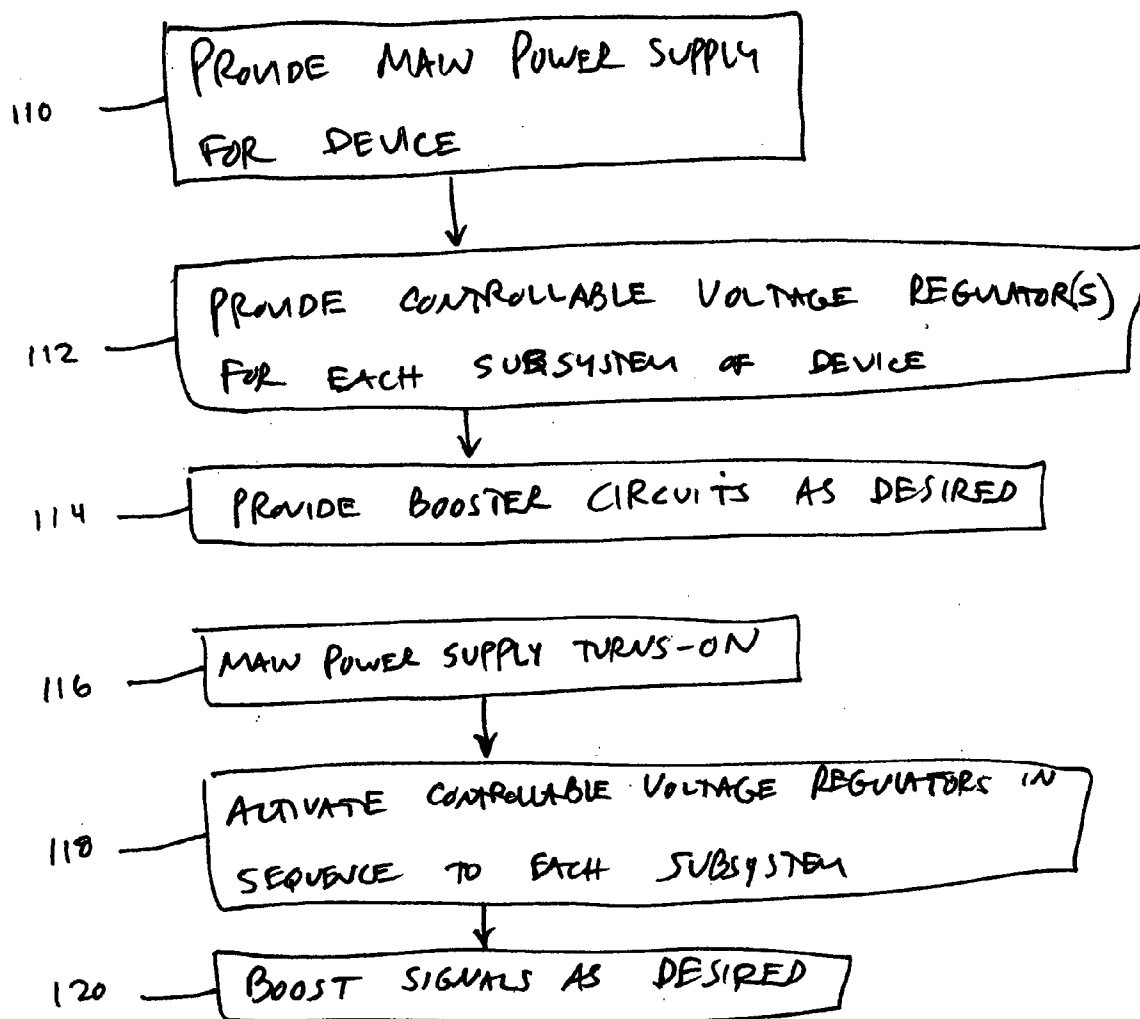 110
PROVIDE MAIN POWER SUPPLY
FOR DEVICE
112
PROVIDE CONTROLLABLE VOLTAGE REGULATOR(S)
FOR EACH SUBSYSTEM OF DEVICE
114
PROVIDE BOOSTER CIRCUITS AS DESIRED
116
MAIN POWER SUPPLY TURNS-ON
118
ACTIVATE CONTROLLABLE VOLTAGE REGULATORS IN
SEQUENCE TO EACH SUBSYSTEM
120
BOOST SIGNALS AS DESIRED